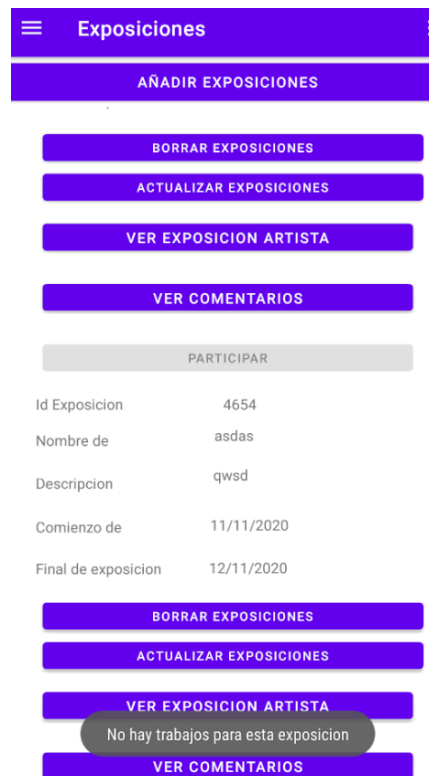 Exposiciones
AÑADIR EXPOSICIONES
BORRAR EXPOSICIONES
ACTUALIZAR EXPOSICIONES
VER EXPOSICION ARTISTA
VER COMENTARIOS
PARTICIPAR
Id Exposicion 4654
Nombre de asdas
Descripcion qwsd
Comienzo de 11/11/2020
Final de exposicion 12/11/2020
BORRAR EXPOSICIONES
ACTUALIZAR EXPOSICIONES
VER EXPOSICION ARTISTA
No hay trabajos para esta exposicion
VER COMENTARIOS